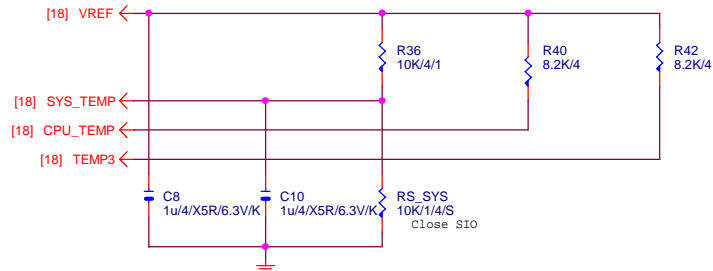 [18] VREF
R36
10K/4/1
R40
8.2K/4
R42
8.2K/4
[18] SYS_TEMP
[18] CPU_TEMP
[18] TEMP3
C8
1u/4/X5R/6.3V/K
C10
1u/4/X5R/6.3V/K
RS_SYS
10K/1/4/S
Close SIO